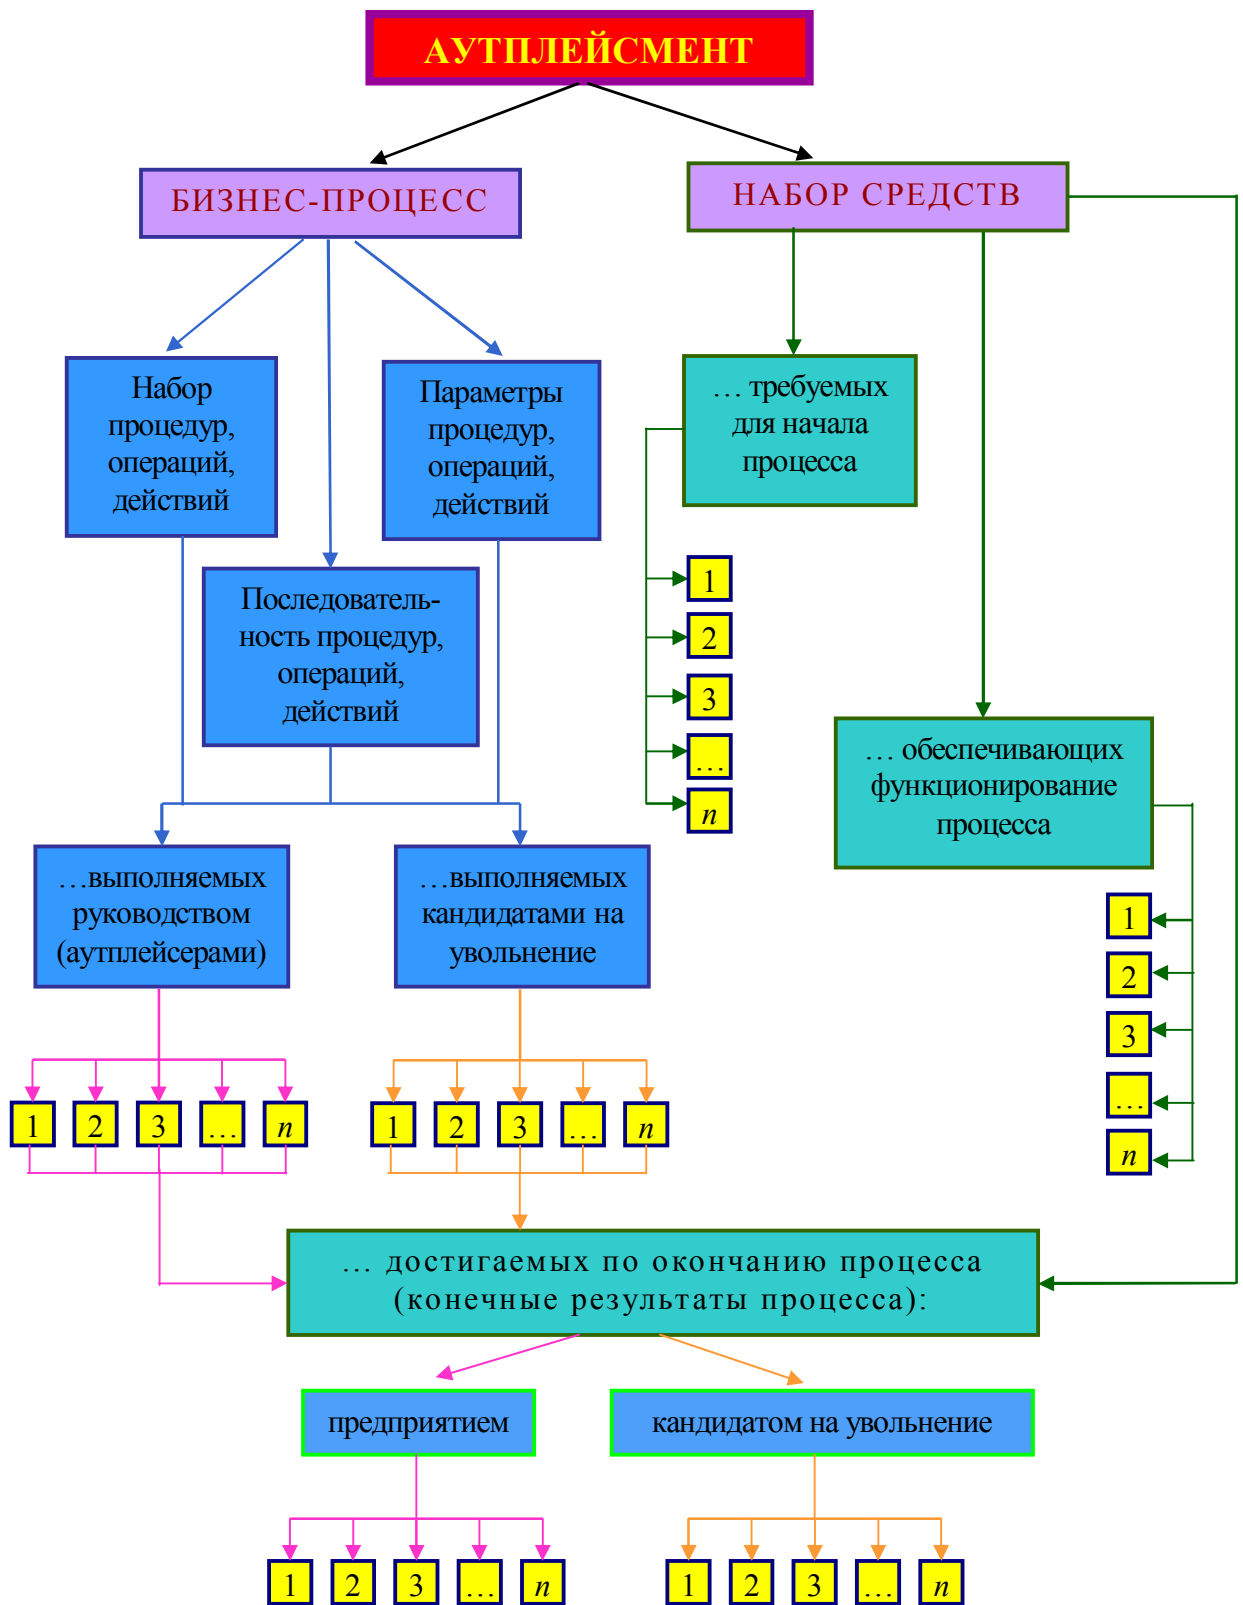 АУТПЛЕЙСМЕНТ
БИЗНЕС-ПРОЦЕСС
НАБОР СРЕДСТВ
Набор
процедур,
операций,
действий
Параметры
процедур,
операций,
действий
… требуемых
для начала
процесса
1
2
3
…
n
Последователь-
ность процедур,
операций,
действий
… обеспечивающих
функционирование
процесса
1
2
3
…
n
…выполняемых
руководством
(аутплейсерами)
…выполняемых
кандидатами на
увольнение
1 2 3 … n
1 2 3 … n
… достигаемых по окончанию процесса
(конечные результаты процесса):
предприятием
кандидатом на увольнение
1 2 3 … n
1 2 3 … n